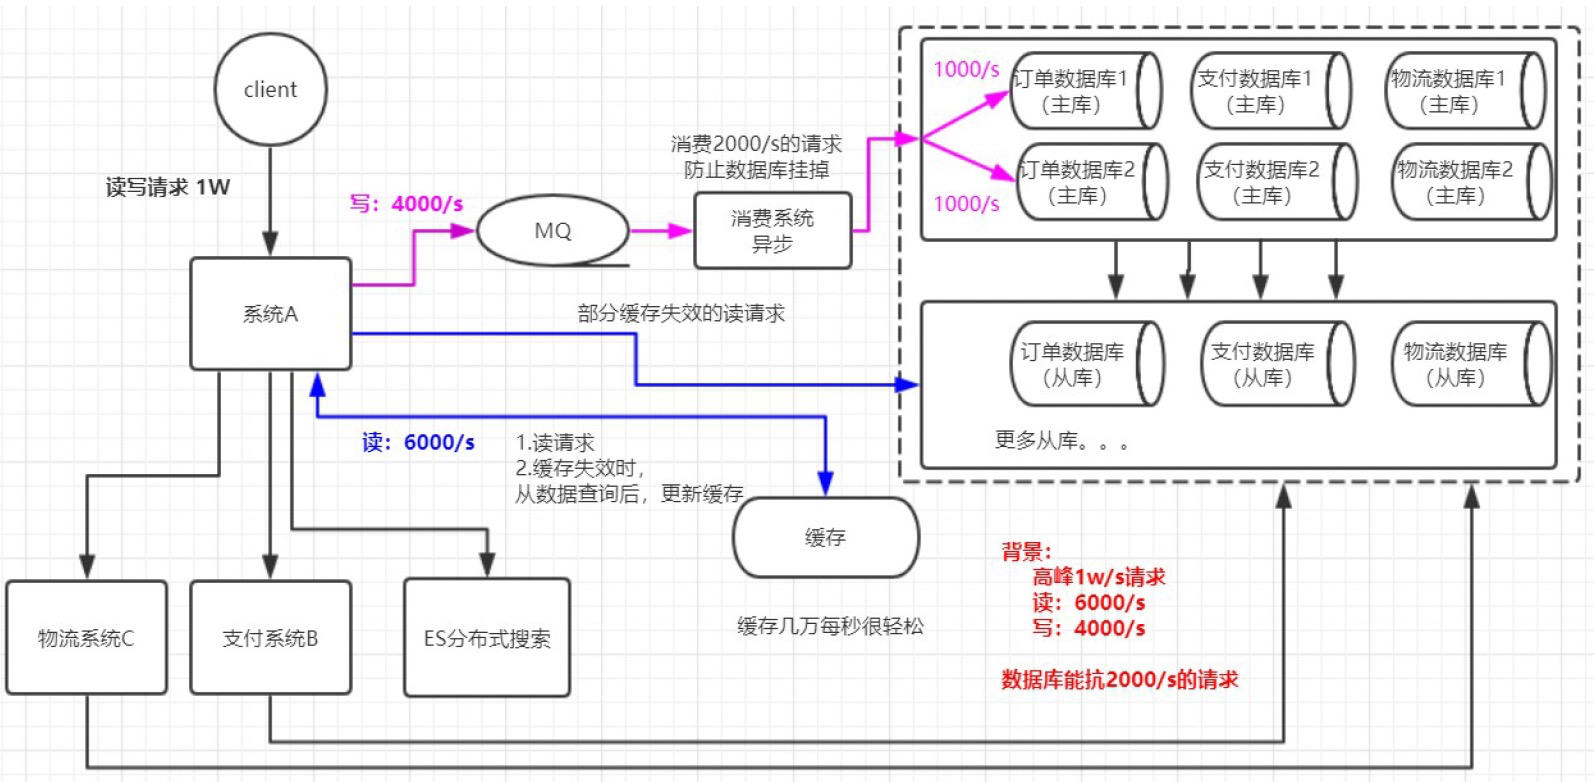 client
读写请求 1W
系统A
写：4000/s
MQ
消费2000/s的请求
防止数据库挂掉
消费系统
异步
1000/s
1000/s
订单数据库1
（主库）
支付数据库1
（主库）
物流数据库1
（主库）
订单数据库2
（主库）
支付数据库2
（主库）
物流数据库2
（主库）
部分缓存失效的读请求
订单数据库
（从库）
支付数据库
（从库）
物流数据库
（从库）
更多从库。。。
读：6000/s
1.读请求
2.缓存失效时，
从数据查询后，更新缓存
缓存
缓存几万每秒很轻松
物流系统C
支付系统B
ES分布式搜索
背景：
高峰1w/s请求
读：6000/s
写：4000/s
数据库能抗2000/s的请求